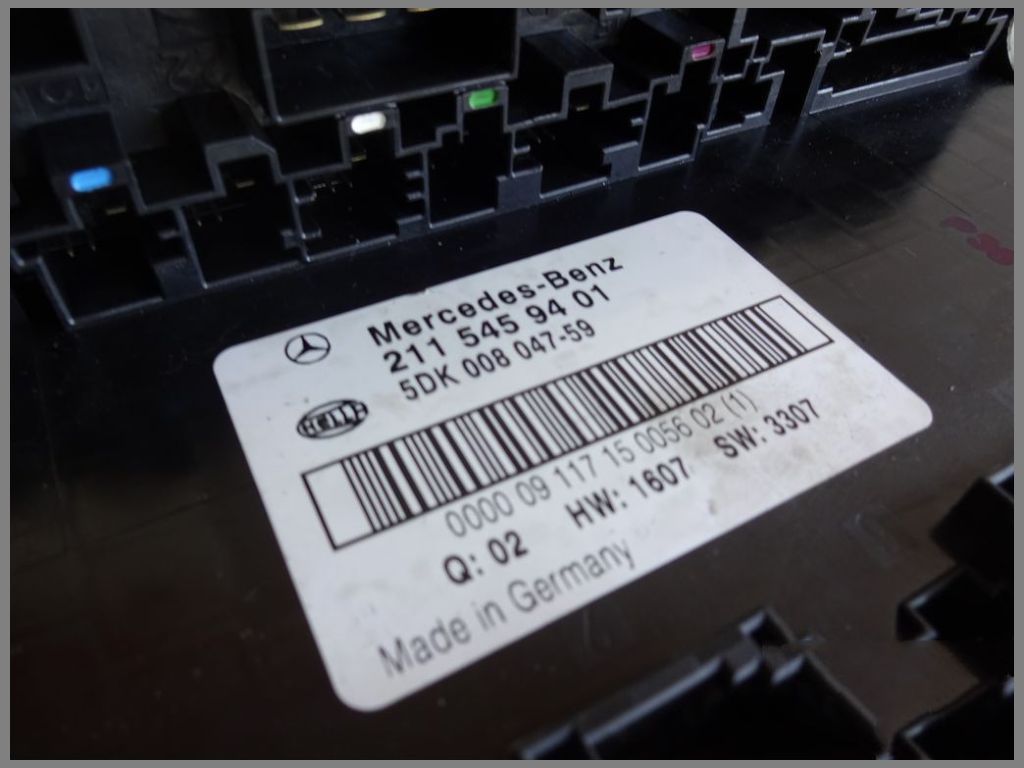 Mercedes-Benz
211 545 94 01
5DK 008 047-59
HELLA
0000 09 117 15 0056 02 (1)
Q: 02 HW: 1607 SW: 3307
Made in Germany